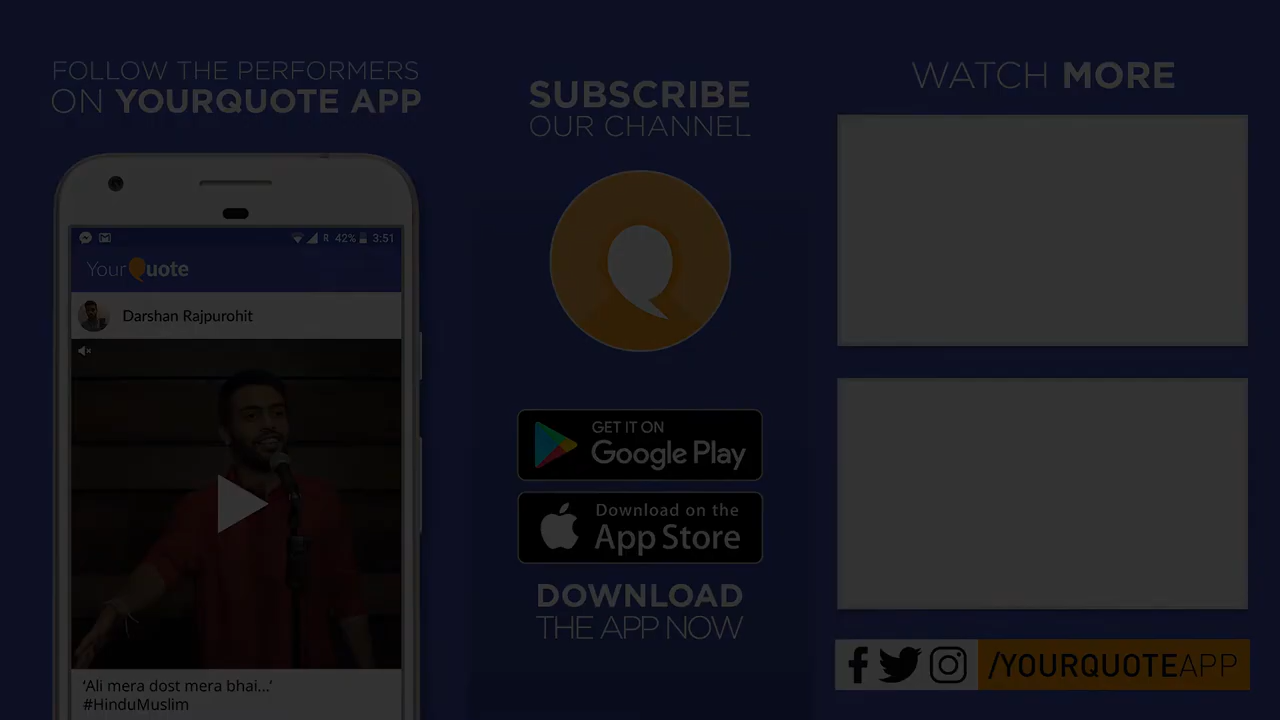 FOLLOW THE PERFORMERS
ON YOURQUOTE APP
R 42% 3:51
YourQuote
Darshan Rajpurohit
‘Ali mera dost mera bhai...’
#HinduMuslim
SUBSCRIBE
OUR CHANNEL
GET IT ON
Google Play
Download on the
App Store
DOWNLOAD
THE APP NOW
WATCH MORE
/YOURQUOTEAPP